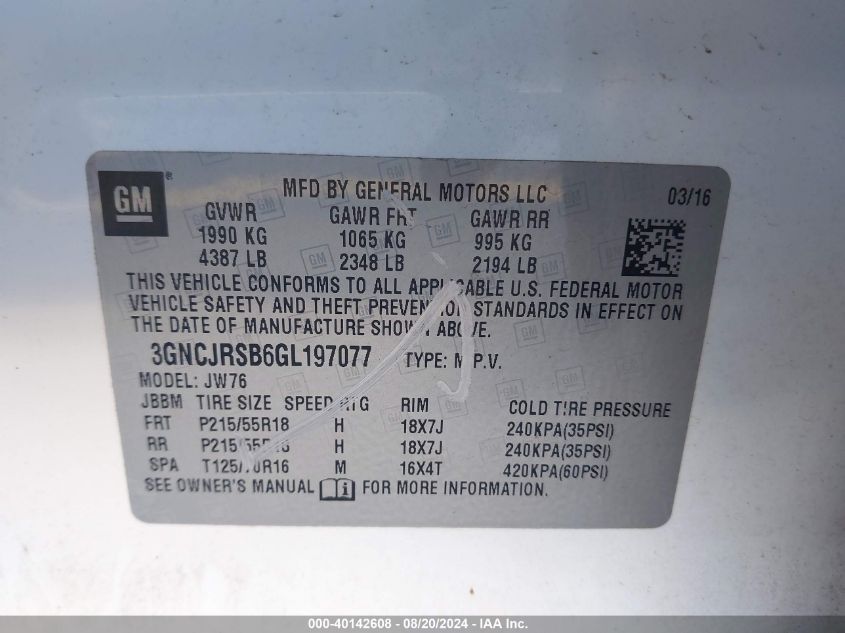 GM ® MFD BY GENERAL MOTORS LLC 03/16
GVWR GAWR FRT GAWR RR
1990 KG 1065 KG 995 KG
4387 LB 2348 LB 2194 LB
THIS VEHICLE CONFORMS TO ALL APPLICABLE U.S. FEDERAL MOTOR
VEHICLE SAFETY AND THEFT PREVENTION STANDARDS IN EFFECT ON
THE DATE OF MANUFACTURE SHOWN ABOVE.
3GNCJRSB6GL197077 TYPE: M.P.V.
MODEL: JW76
JBBM TIRE SIZE SPEED RTG RIM COLD TIRE PRESSURE
FRT P215/55R18 H 18X7J 240KPA(35PSI)
RR P215/55R18 H 18X7J 240KPA(35PSI)
SPA M 16X4T 420KPA(60PSI)
SEE OWNER'S MANUAL FOR MORE INFORMATION.
000-40142608 - 08/20/2024 - IAA Inc.